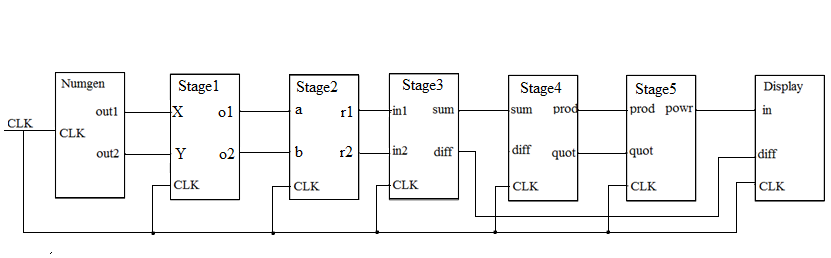 CLK
Numgen
out1
CLK
out2
Stage1
X o1
Y o2
CLK
Stage2
a r1
b r2
CLK
Stage3
in1 sum
in2 diff
CLK
Stage4
sum prod
diff quot
CLK
Stage5
prod powr
quot
CLK
Display
in
diff
CLK